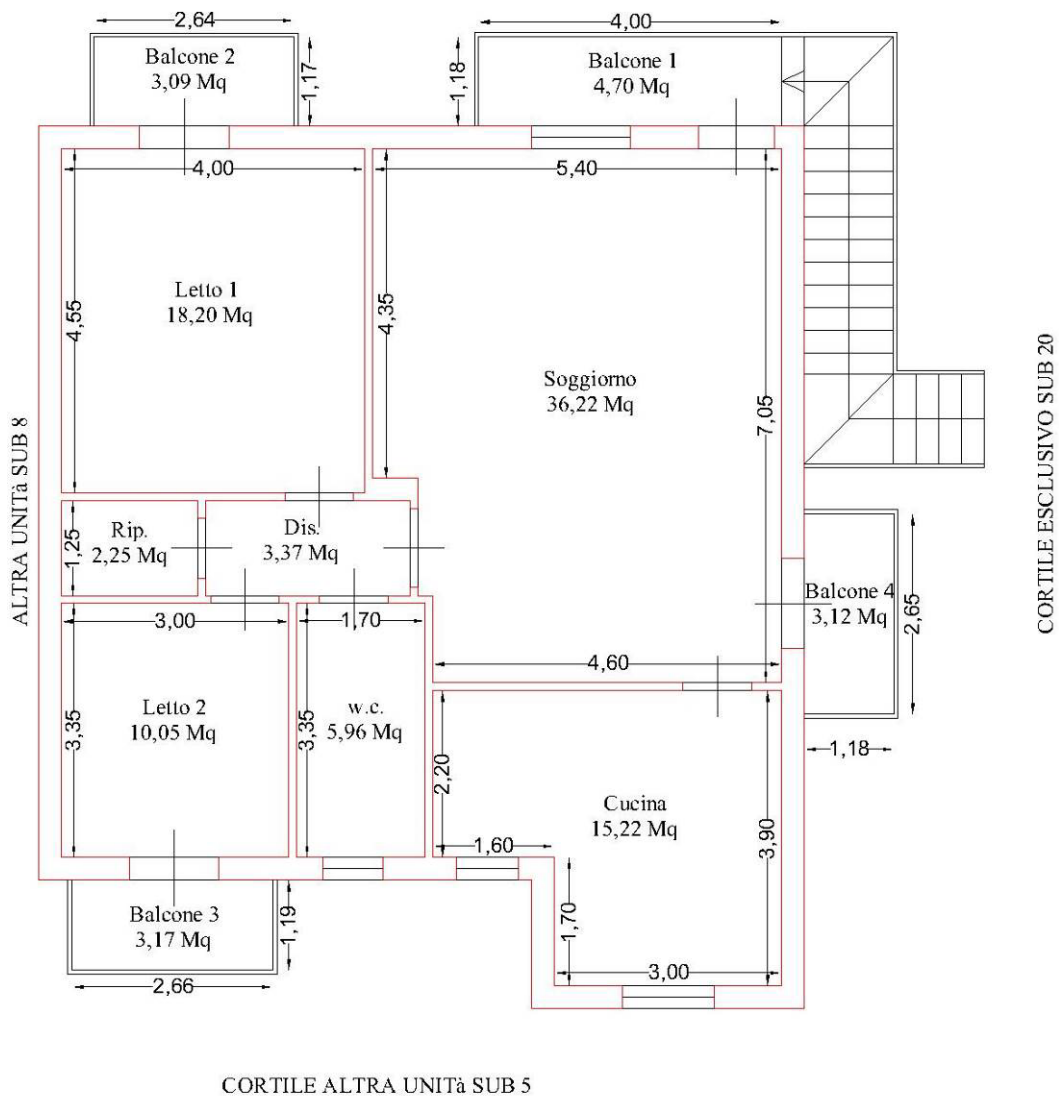 2,64
4,00
Balcone 2
3,09 Mq
1,17
1,18
Balcone 1
4,70 Mq
4,00
5,40
Letto 1
18,20 Mq
4,55
4,35
Soggiorno
36,22 Mq
7,05
ALTRA UNITà SUB 8
CORTILE ESCLUSIVO SUB 20
1,25
Rip.
2,25 Mq
Dis.
3,37 Mq
Balcone 4
3,12 Mq
2,65
3,00
1,70
4,60
Letto 2
10,05 Mq
3,35
w.c.
5,96 Mq
3,35
2,20
1,18
Cucina
15,22 Mq
3,90
1,60
Balcone 3
3,17 Mq
1,19
1,70
2,66
3,00
CORTILE ALTRA UNITà SUB 5